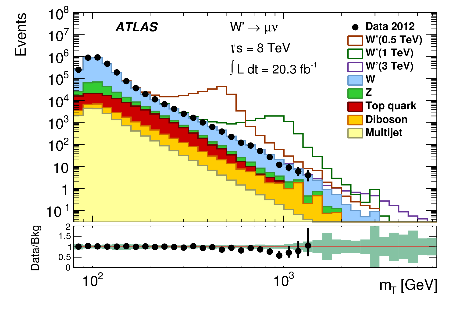 ATLAS
W' → μν
√s = 8 TeV
∫ L dt = 20.3 fb⁻¹
Data 2012
W'(0.5 TeV)
W'(1 TeV)
W'(3 TeV)
W
Z
Top quark
Diboson
Multijet
Events
10⁸
10⁷
10⁶
10⁵
10⁴
10³
10²
10
1
10⁻¹
Data/Bkg
2
1.5
1
0.5
0
10²
10³
m_T [GeV]